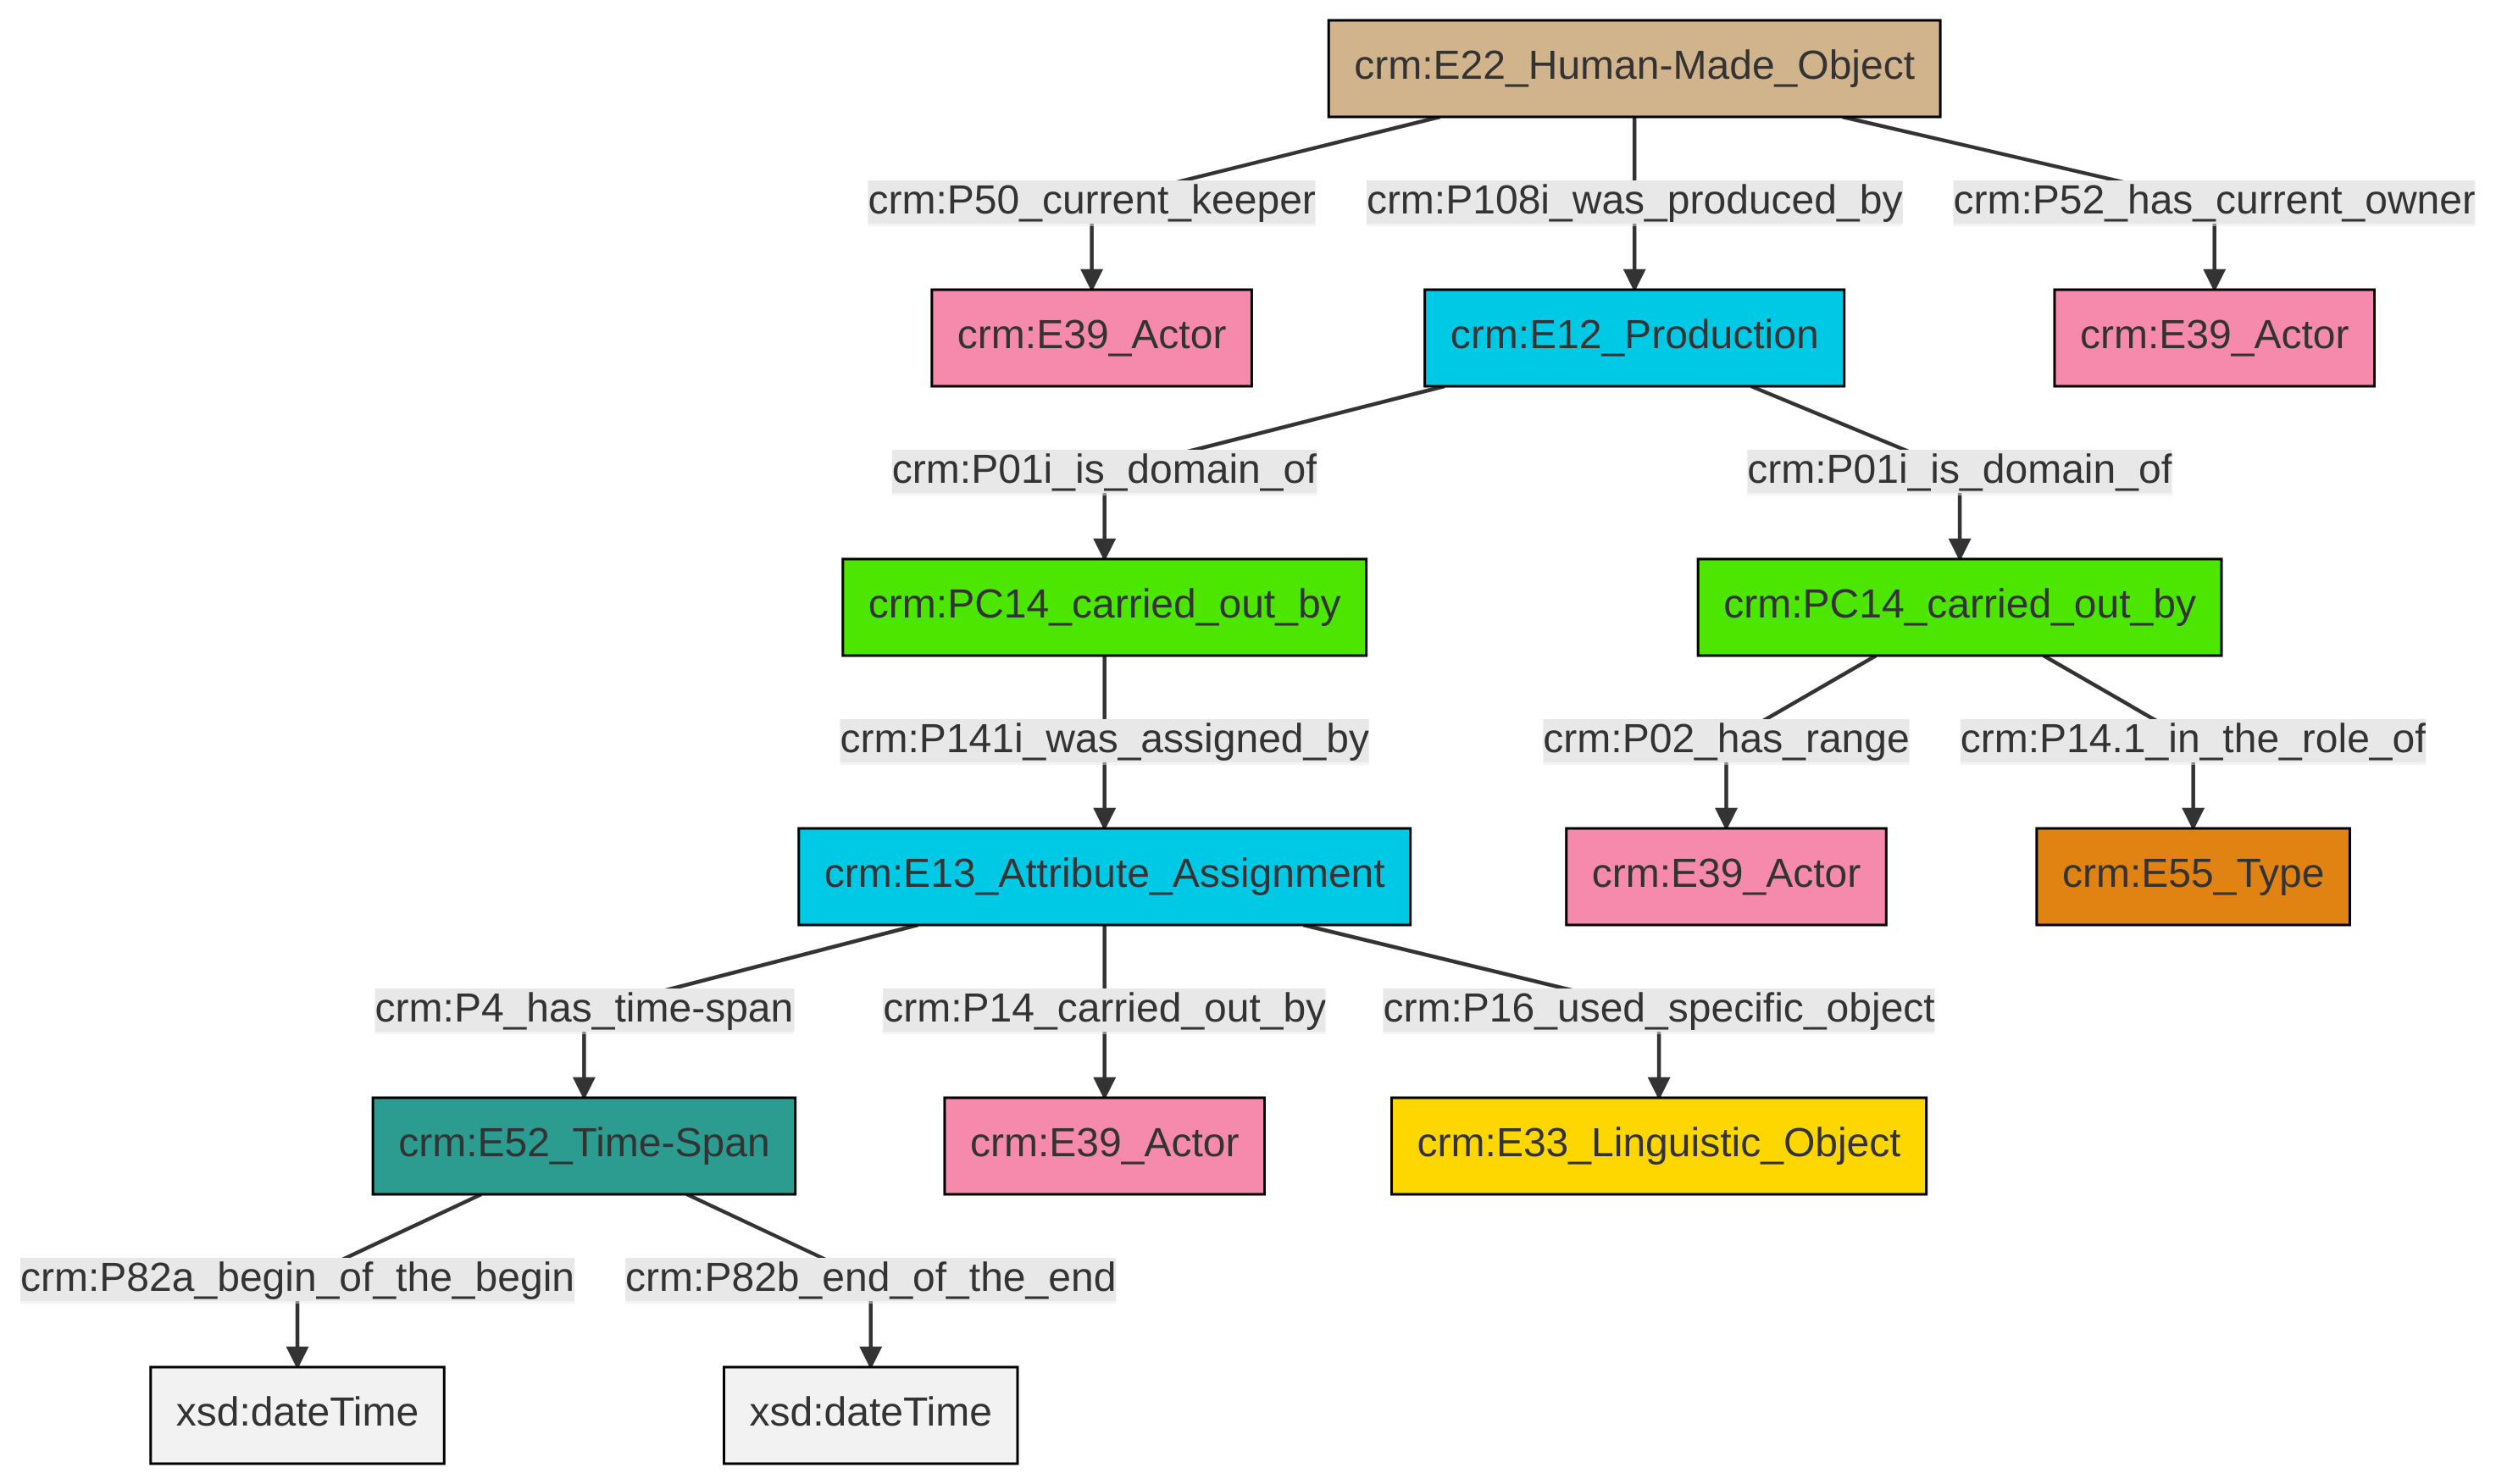 crm:E22_Human-Made_Object
crm:P50_current_keeper
crm:P108i_was_produced_by
crm:P52_has_current_owner
crm:E39_Actor
crm:E12_Production
crm:E39_Actor
crm:P01i_is_domain_of
crm:P01i_is_domain_of
crm:PC14_carried_out_by
crm:PC14_carried_out_by
crm:P141i_was_assigned_by
crm:P02_has_range
crm:P14.1_in_the_role_of
crm:E13_Attribute_Assignment
crm:E39_Actor
crm:E55_Type
crm:P4_has_time-span
crm:P14_carried_out_by
crm:P16_used_specific_object
crm:E52_Time-Span
crm:E39_Actor
crm:E33_Linguistic_Object
crm:P82a_begin_of_the_begin
crm:P82b_end_of_the_end
xsd:dateTime
xsd:dateTime